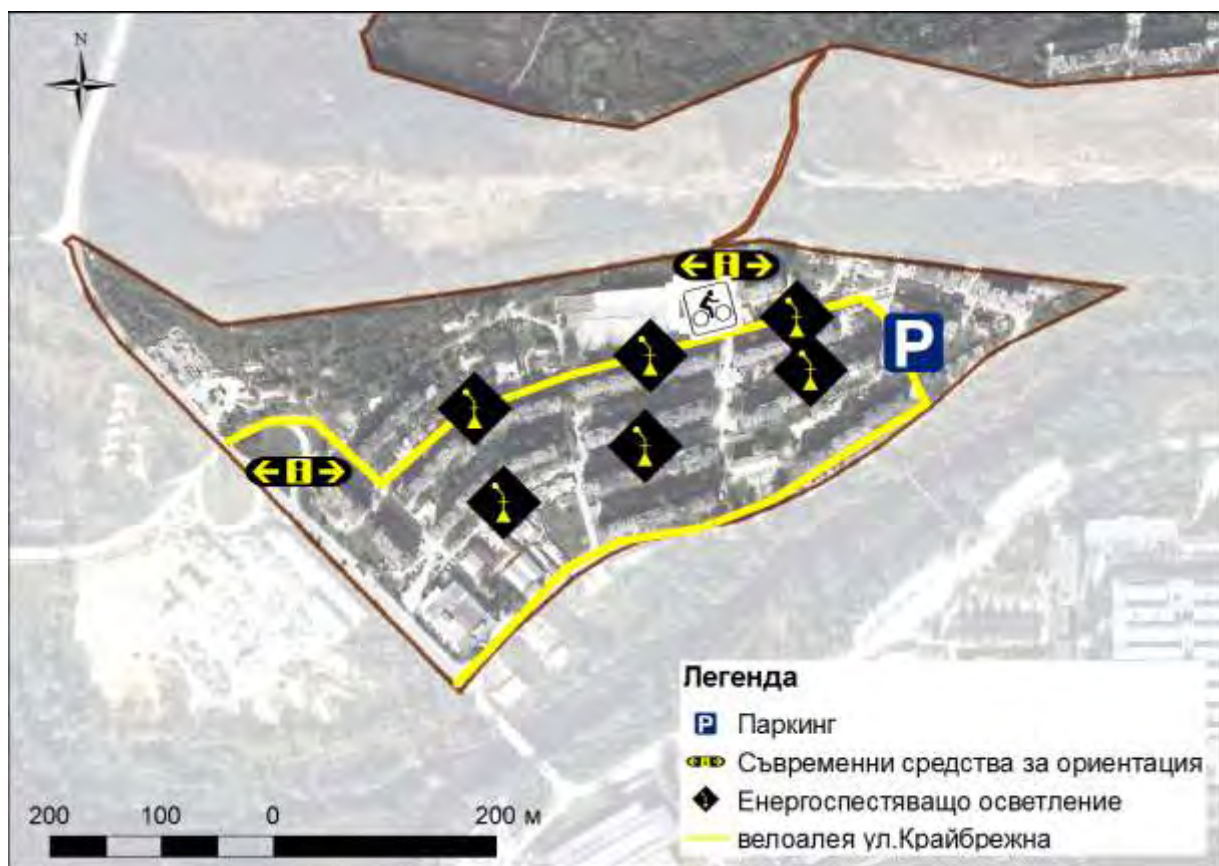 N
P
Легенда
P Паркинг
Съвременни средства за ориентация
Енергоспестяващо осветление
велоалея ул.Крайбрежна
200 100 0 200 м